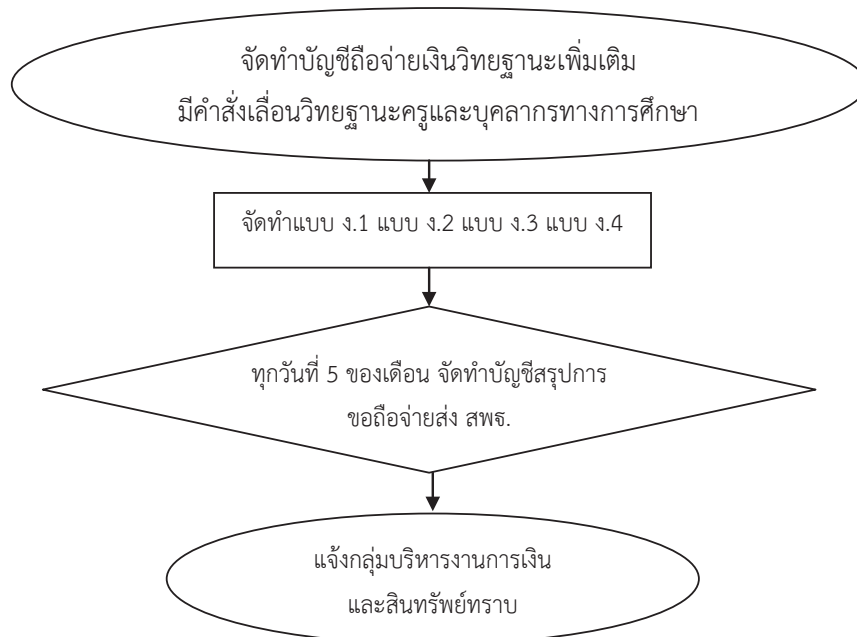 จัดทำบัญชีถือจ่ายเงินวิทยฐานะเพิ่มเติม
มีคำสั่งเลื่อนวิทยฐานะครูและบุคลากรทางการศึกษา
จัดทำแบบ ง.1 แบบ ง.2 แบบ ง.3 แบบ ง.4
ทุกวันที่ 5 ของเดือน จัดทำบัญชีสรุปการ
ขอถือจ่ายส่ง สพฐ.
แจ้งกลุ่มบริหารงานการเงิน
และสินทรัพย์ทราบ